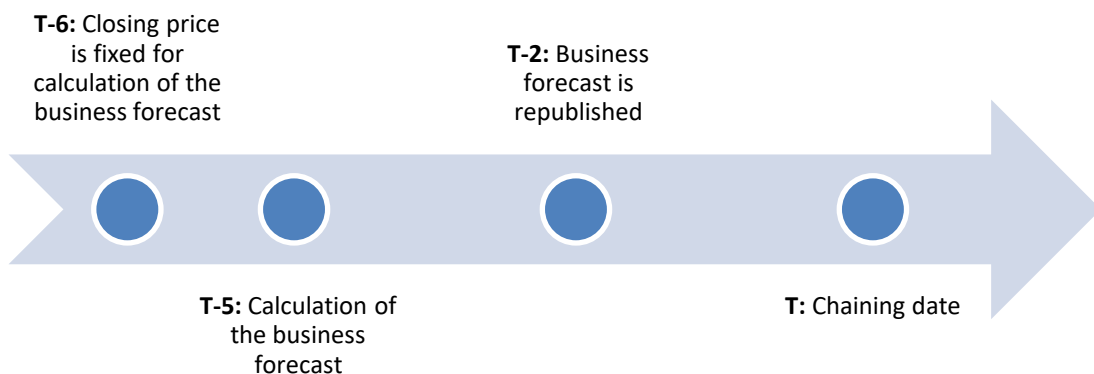 T-6: Closing price
is fixed for
calculation of the
business forecast
T-5: Calculation of
the business
forecast
T-2: Business
forecast is
republished
T: Chaining date